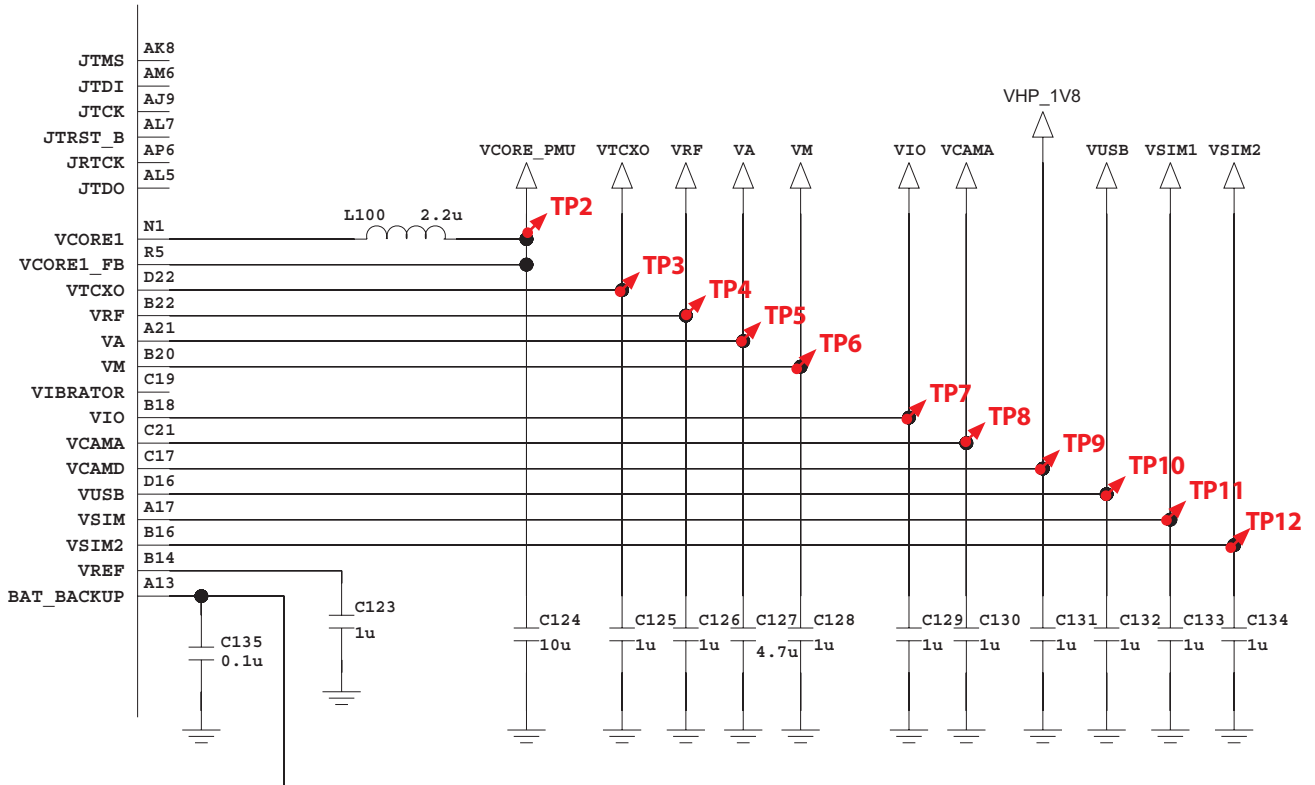 JTMS AK8
JTDI AM6
JTCK AJ9
JTRST_B AL7
JRTCK AP6
JTDO AL5
VHP_1V8
VCORE_PMU VTCXO VRF VA VM VIO VCAMA VUSB VSIM1 VSIM2
VCORE1 N1 L100 2.2u TP2
VCORE1_FB R5
VTCXO D22 TP3
VRF B22 TP4
VA A21 TP5
VM B20 TP6
VIBRATOR C19
VIO B18 TP7
VCAMA C21 TP8
VCAMD C17 TP9
VUSB D16 TP10
VSIM A17 TP11
VSIM2 B16 TP12
VREF B14
BAT_BACKUP A13
C123
1u
C135
0.1u
C124
10u
C125
1u
C126
1u
C127
4.7u
C128
1u
C129
1u
C130
1u
C131
1u
C132
1u
C133
1u
C134
1u